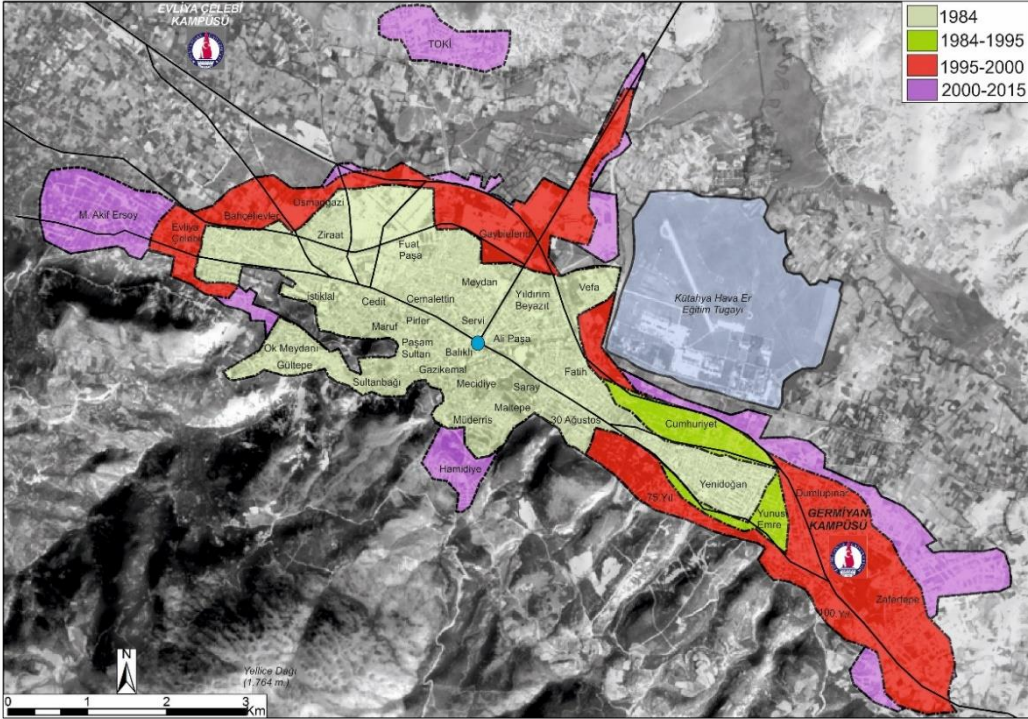 EVLİYA ÇELEBİ
KAMPÜSÜ
TOKİ
1984
1984-1995
1995-2000
2000-2015
M. Akif Ersoy
Evliya
Çelebi
Bahçelievler
Osmangazi
Ziraat
Fuat
Paşa
Gaybiefendi
Meydan
Yıldırım
Beyazıt
Vefa
Kütahya Hava Er
Eğitim Tugayı
İstiklal
Cedit
Cemalettin
Maruf
Pirler
Servi
Ali Paşa
Paşam
Sultan
Balıklı
Ok Meydanı
Gültepe
Sultanbağı
Gazikemal
Mecidiye
Saray
Fatih
Maltepe
Müderris
30 Ağustos
Cumhuriyet
Hamidiye
Yenidoğan
75 Yıl
Yunus
Emre
Dumlupınar
GERMİYAN
KAMPÜSÜ
Zafertepe
100 Yıl
Yellice Dağı
(1.764 m.)
N
0 1 2 3
Km